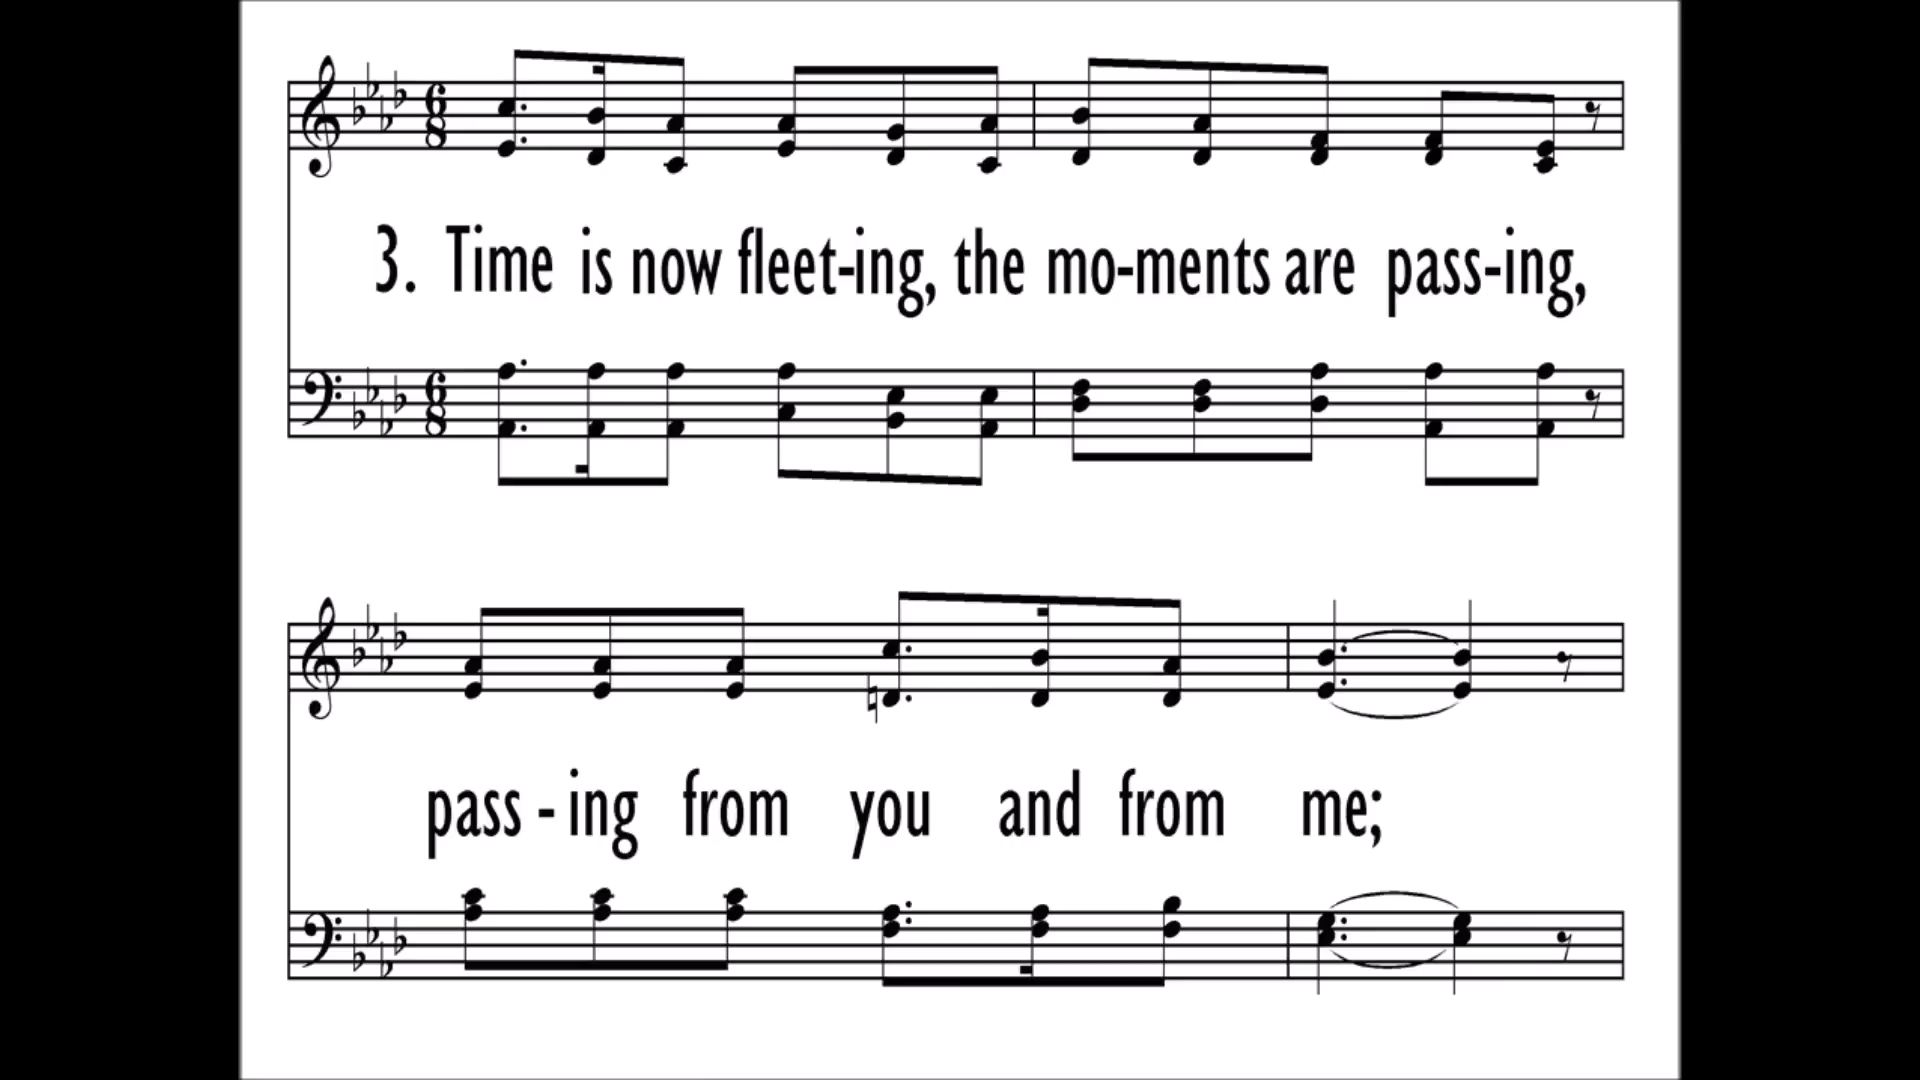 3. Time is now fleet-ing, the mo-ments are pass-ing,
pass - ing from you and from me;